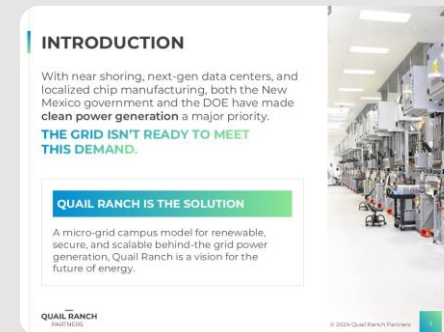 INTRODUCTION
With near shoring, next-gen data centers, and
localized chip manufacturing, both the New
Mexico government and the DOE have made
clean power generation a major priority.
THE GRID ISN'T READY TO MEET
THIS DEMAND.
QUAIL RANCH IS THE SOLUTION
A micro-grid campus model for renewable,
secure, and scalable behind-the grid power
generation, Quail Ranch is a vision for the
future of energy.
QUAIL RANCH
PARTNERS
© 2024 Quail Ranch Partners